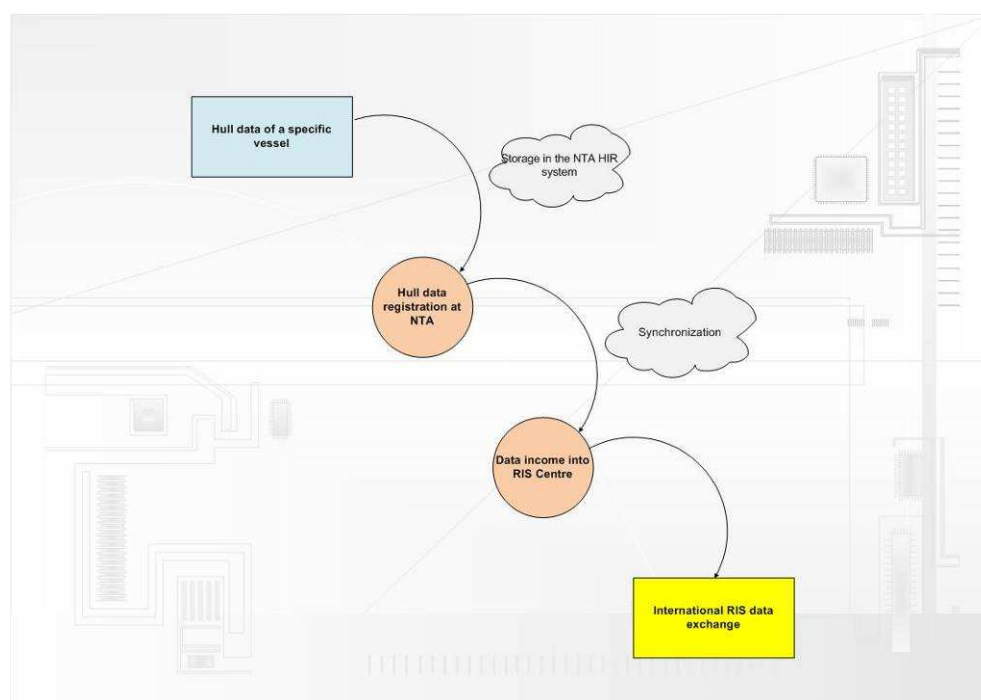 Hull data of a specific
vessel
Storage in the NTA HIR
system
Hull data
registration at
NTA
Synchronization
Data income into
RIS Centre
International RIS data
exchange